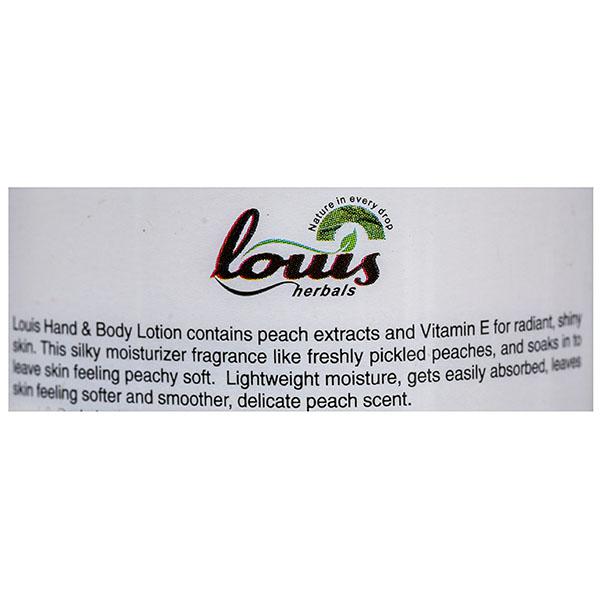 Nature in every drop
louis
herbals
Louis Hand & Body Lotion contains peach extracts and Vitamin E for radiant, shiny
skin. This silky moisturizer fragrance like freshly pickled peaches, and soaks in to
leave skin feeling peachy soft. Lightweight moisture, gets easily absorbed, leaves
skin feeling softer and smoother, delicate peach scent.